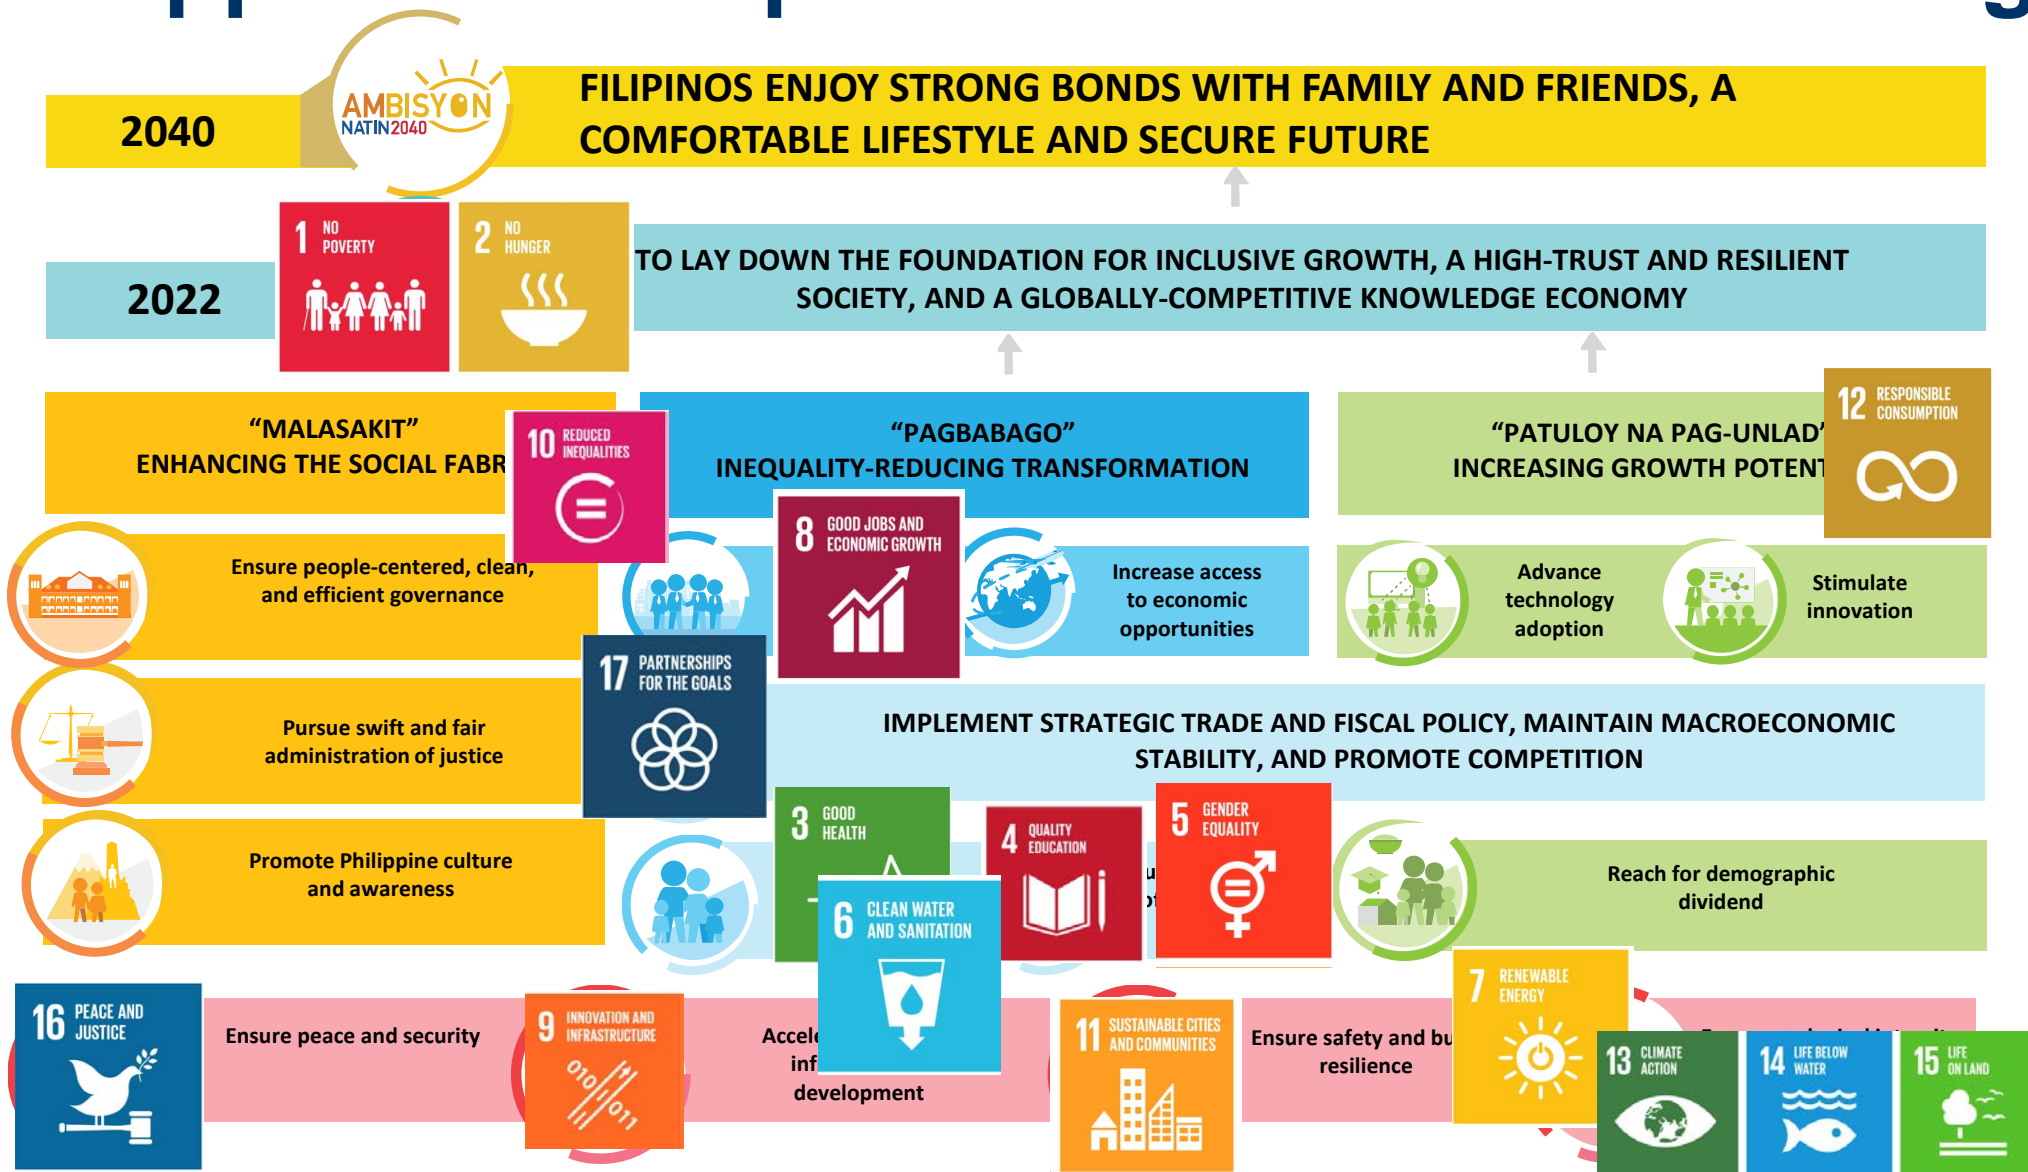 2040
AMBISYON
NATIN2040
FILIPINOS ENJOY STRONG BONDS WITH FAMILY AND FRIENDS, A
COMFORTABLE LIFESTYLE AND SECURE FUTURE
2022
1 NO
POVERTY
2 NO
HUNGER
TO LAY DOWN THE FOUNDATION FOR INCLUSIVE GROWTH, A HIGH-TRUST AND RESILIENT
SOCIETY, AND A GLOBALLY-COMPETITIVE KNOWLEDGE ECONOMY
“MALASAKIT”
ENHANCING THE SOCIAL FABR
10 REDUCED
INEQUALITIES
“PAGBABAGO”
INEQUALITY-REDUCING TRANSFORMATION
“PATULOY NA PAG-UNLAD”
INCREASING GROWTH POTENT
12 RESPONSIBLE
CONSUMPTION
Ensure people-centered, clean,
and efficient governance
8 GOOD JOBS AND
ECONOMIC GROWTH
Increase access
to economic
opportunities
Advance
technology
adoption
Stimulate
innovation
17 PARTNERSHIPS
FOR THE GOALS
Pursue swift and fair
administration of justice
IMPLEMENT STRATEGIC TRADE AND FISCAL POLICY, MAINTAIN MACROECONOMIC
STABILITY, AND PROMOTE COMPETITION
Promote Philippine culture
and awareness
3 GOOD
HEALTH
4 QUALITY
EDUCATION
5 GENDER
EQUALITY
6 CLEAN WATER
AND SANITATION
Reach for demographic
dividend
16 PEACE AND
JUSTICE
Ensure peace and security
9 INNOVATION AND
INFRASTRUCTURE
010
011
Accele
inf
development
11 SUSTAINABLE CITIES
AND COMMUNITIES
Ensure safety and bu
resilience
7 RENEWABLE
ENERGY
13 CLIMATE
ACTION
14 LIFE BELOW
WATER
15 LIFE
ON LAND